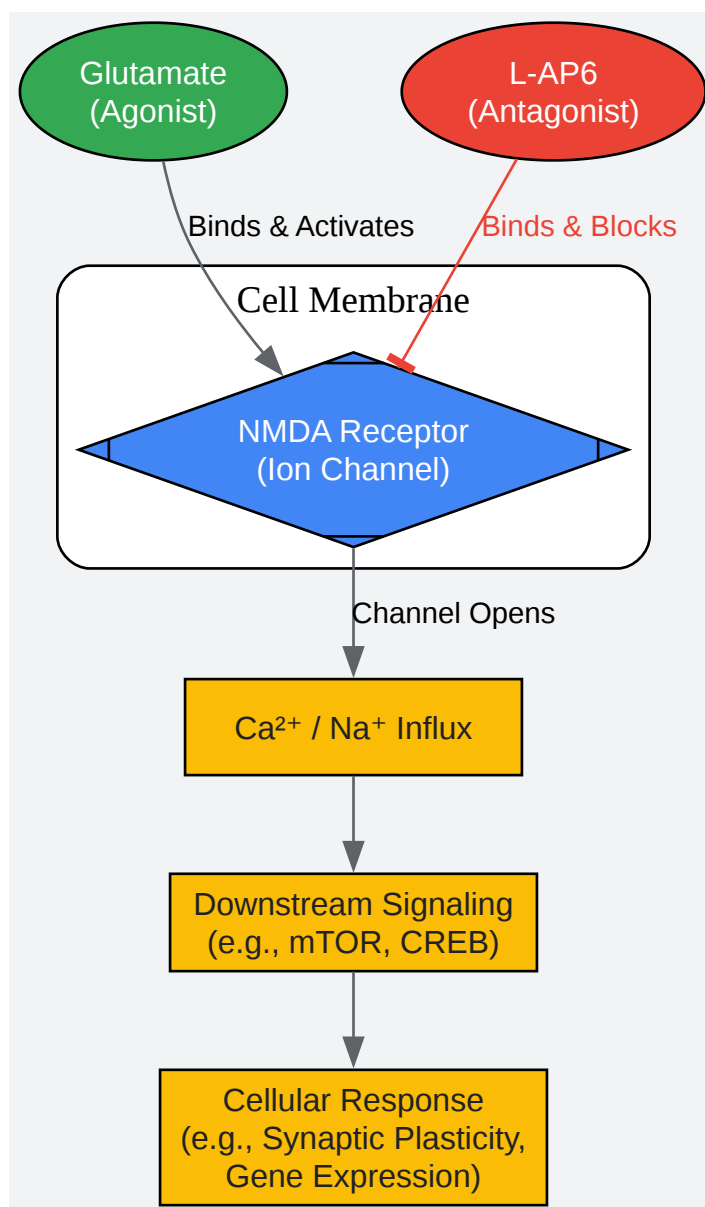 Glutamate
(Agonist)
L-AP6
(Antagonist)
Binds & Activates
Binds & Blocks
Cell Membrane
NMDA Receptor
(Ion Channel)
Channel Opens
Ca²⁺ / Na⁺ Influx
Downstream Signaling
(e.g., mTOR, CREB)
Cellular Response
(e.g., Synaptic Plasticity,
Gene Expression)